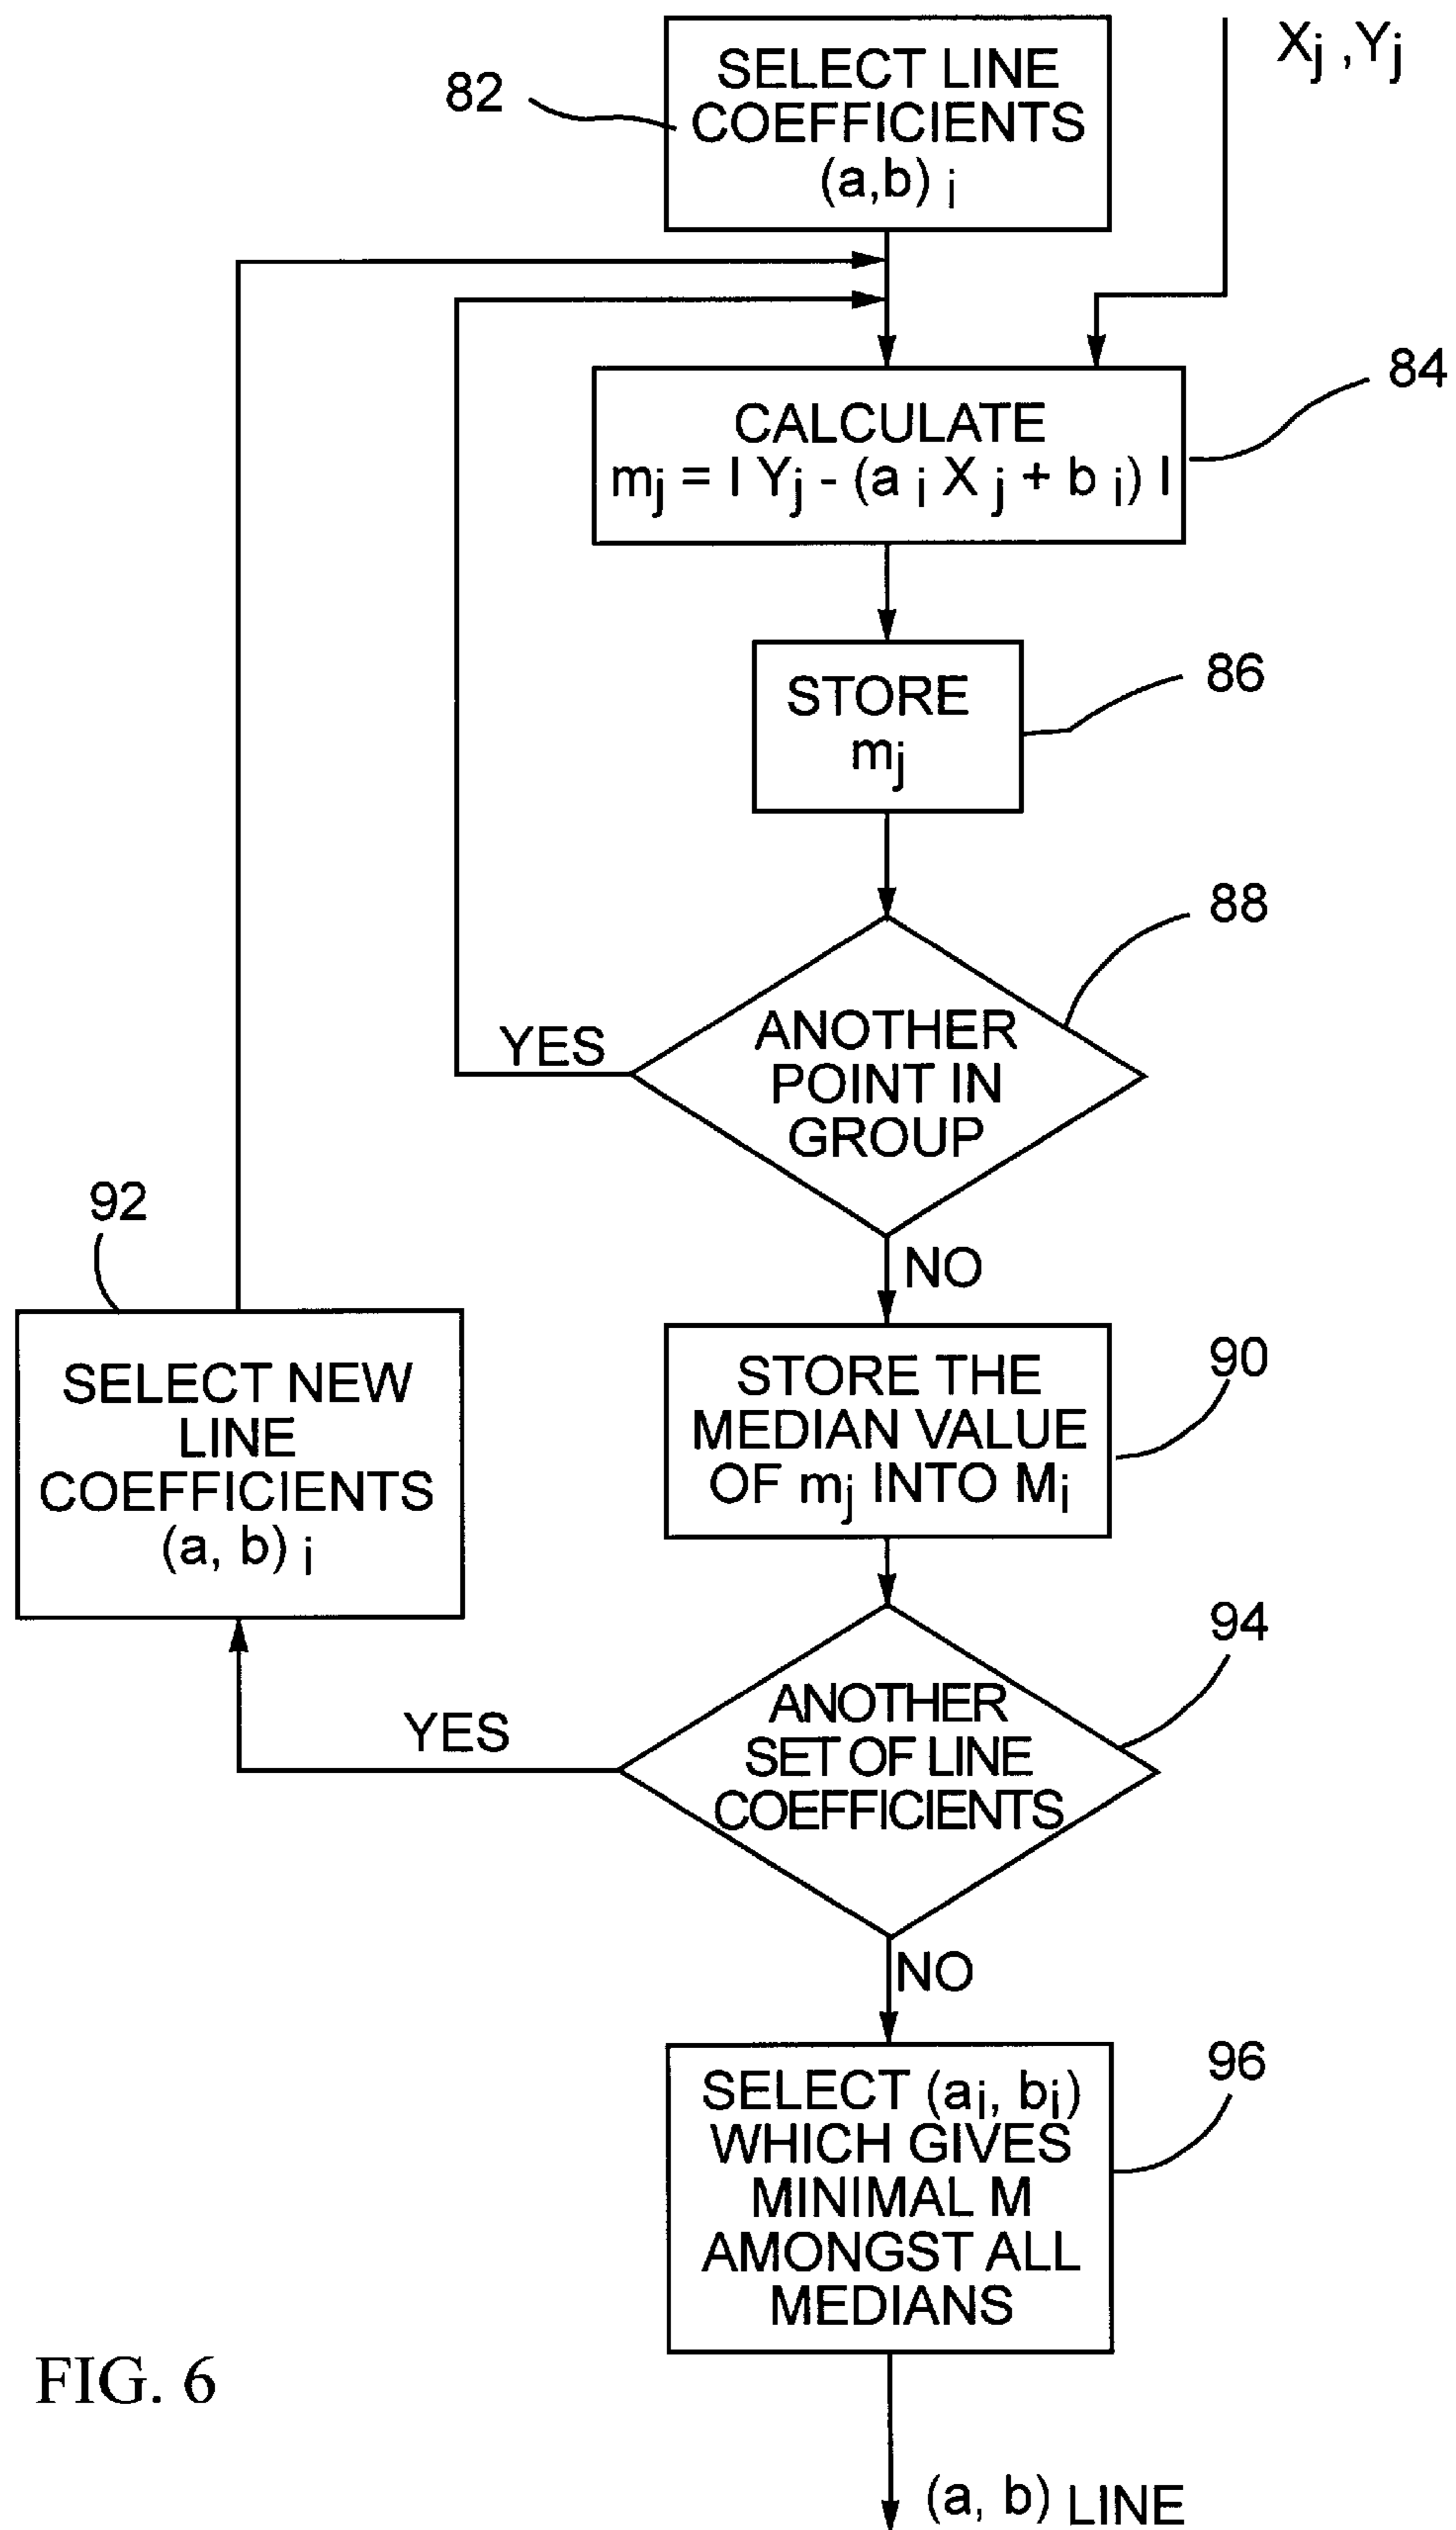 SELECT LINE
COEFFICIENTS
(a,b) i
Xj ,Yj
82
CALCULATE
mj = I Yj - (a i X j + b i) I
84
STORE
mj
86
ANOTHER
POINT IN
GROUP
88
YES
NO
92
SELECT NEW
LINE
COEFFICIENTS
(a, b) i
STORE THE
MEDIAN VALUE
OF mj INTO Mi
90
ANOTHER
SET OF LINE
COEFFICIENTS
94
YES
NO
SELECT (ai, bi)
WHICH GIVES
MINIMAL M
AMONGST ALL
MEDIANS
96
FIG. 6
(a, b) LINE